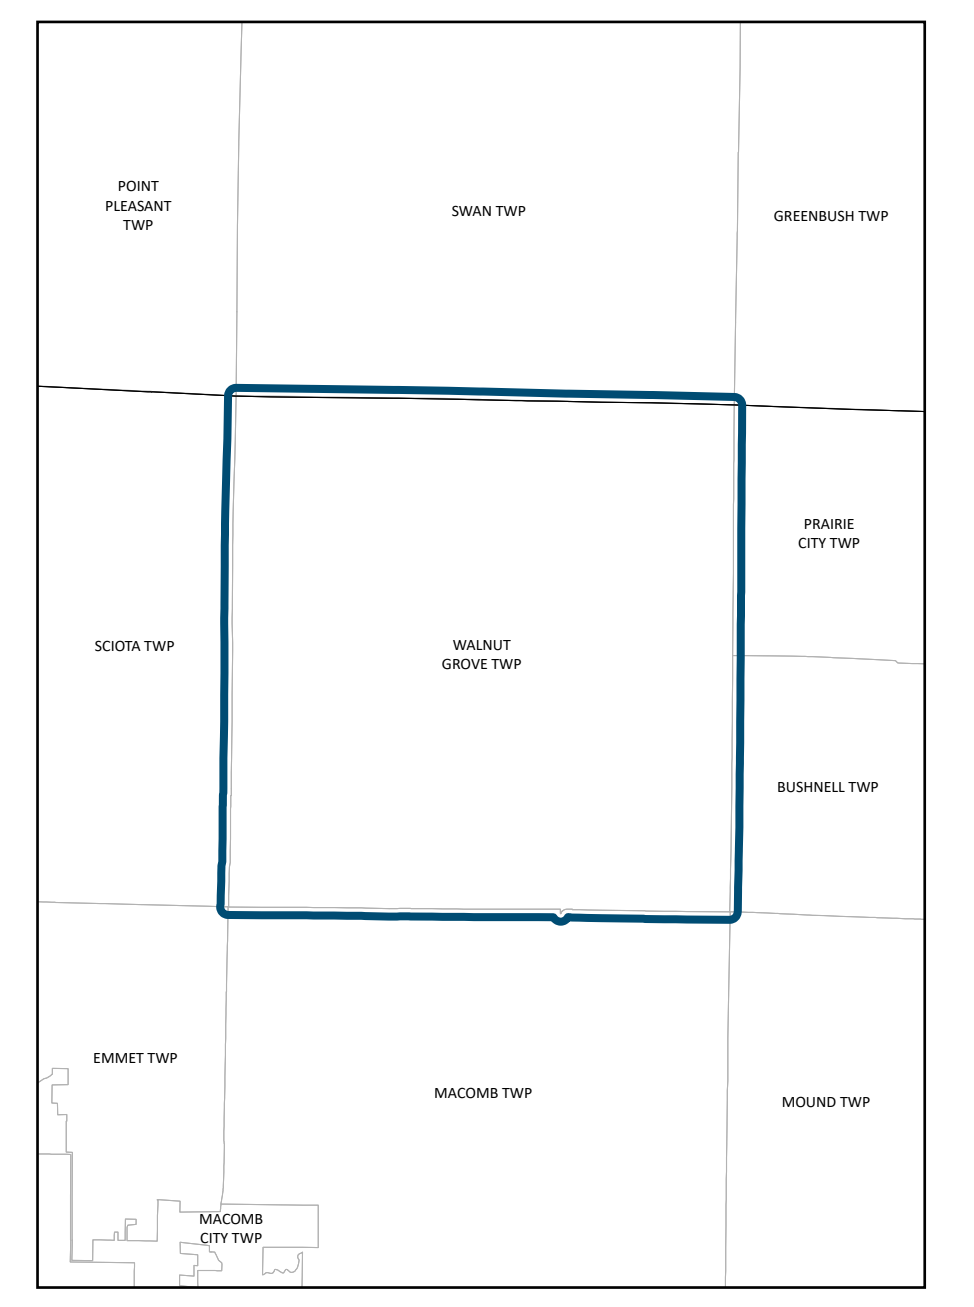 POINT
PLEASANT
TWP
SWAN TWP
GREENBUSH TWP
PRAIRIE
CITY TWP
SCIOTA TWP
WALNUT
GROVE TWP
BUSHNELL TWP
EMMET TWP
MACOMB TWP
MOUND TWP
MACOMB
CITY TWP